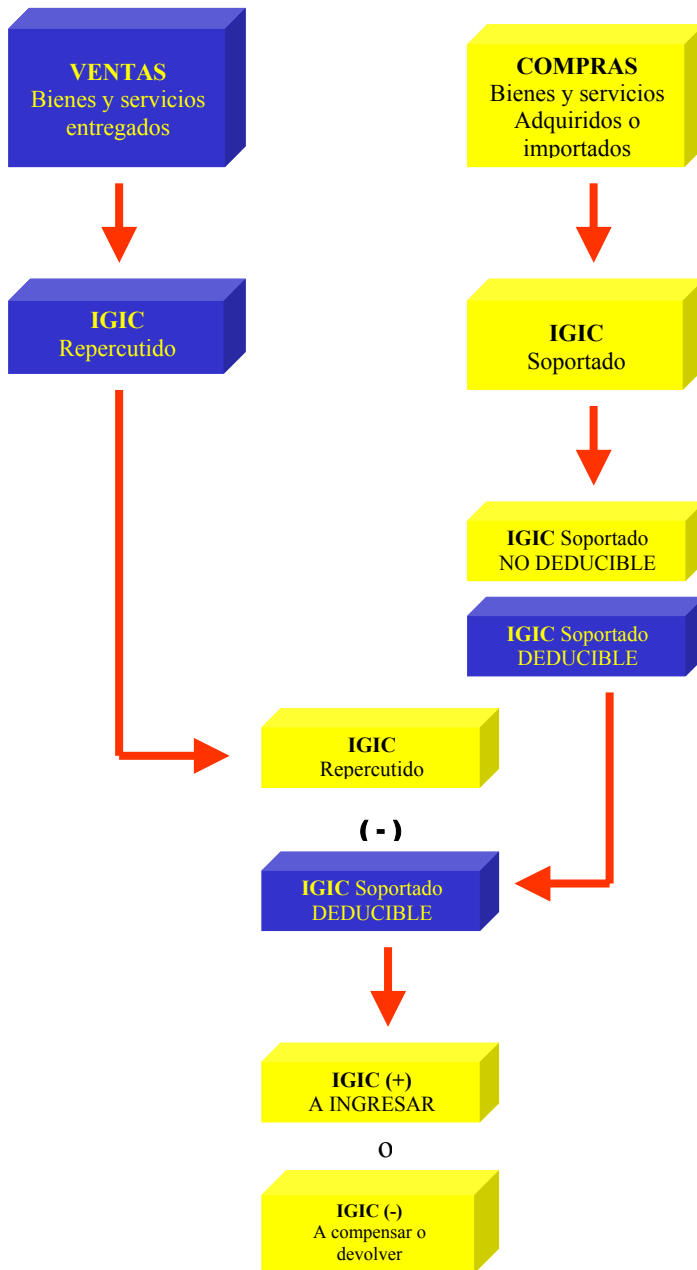 VENTAS
Bienes y servicios
entregados
COMPRAS
Bienes y servicios
Adquiridos o
importados
IGIC
Repercutido
IGIC
Soportado
IGIC Soportado
NO DEDUCIBLE
IGIC Soportado
DEDUCIBLE
IGIC
Repercutido
( - )
IGIC Soportado
DEDUCIBLE
IGIC (+)
A INGRESAR
O
IGIC (-)
A compensar o
devolver